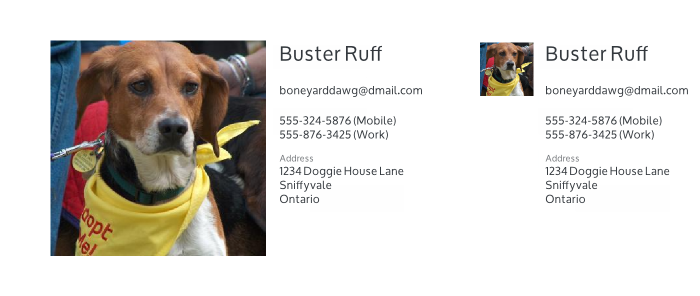 Buster Ruff
boneyarddawg@dmail.com
555-324-5876 (Mobile)
555-876-3425 (Work)
Address
1234 Doggie House Lane
Sniffyvale
Ontario
Adopt
Me!
Buster Ruff
boneyarddawg@dmail.com
555-324-5876 (Mobile)
555-876-3425 (Work)
Address
1234 Doggie House Lane
Sniffyvale
Ontario